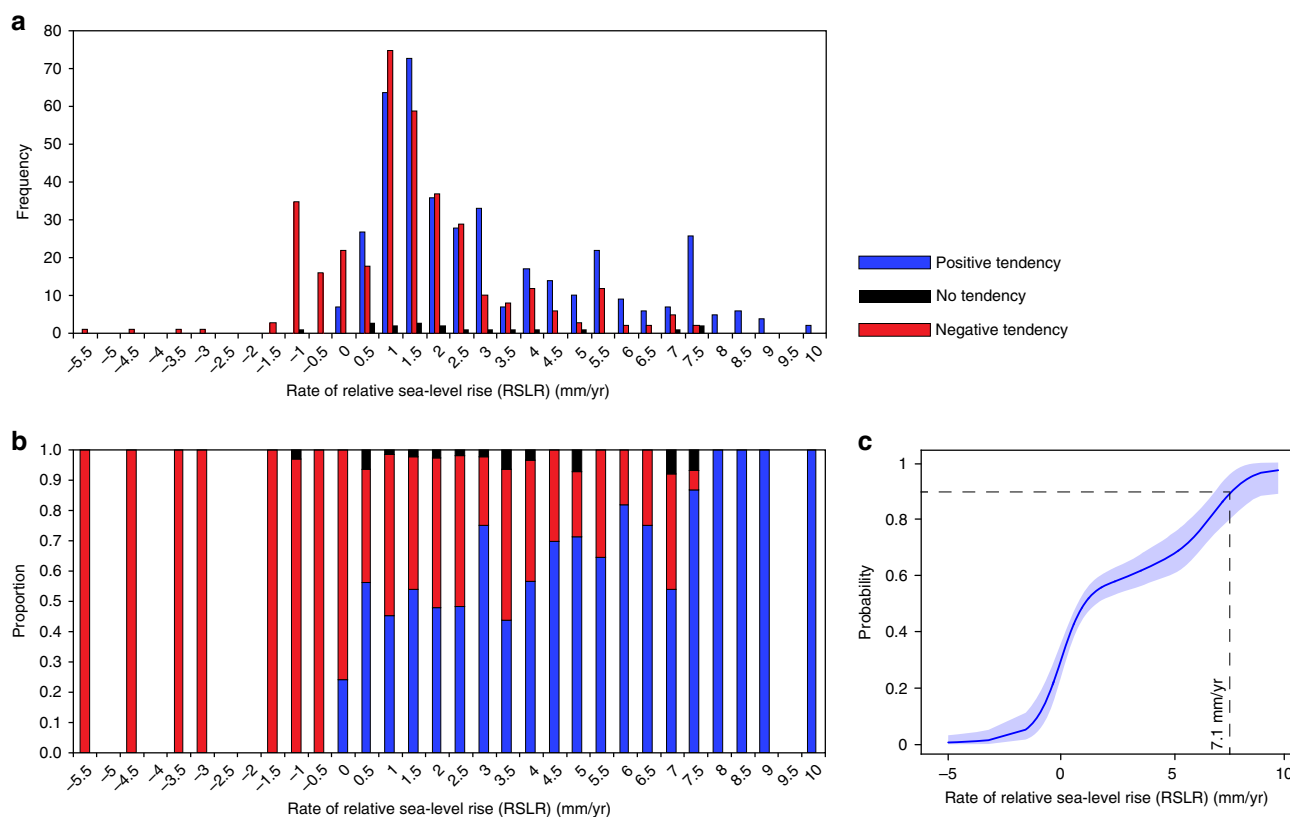 a
80
70
60
50
40
30
20
10
0
Frequency
−5.5 −5 −4.5 −4 −3.5 −3 −2.5 −2 −1.5 −1 −0.5 0 0.5 1 1.5 2 2.5 3 3.5 4 4.5 5 5.5 6 6.5 7 7.5 8 8.5 9 9.5 10
Rate of relative sea-level rise (RSLR) (mm/yr)
Positive tendency
No tendency
Negative tendency
b
1.0
0.9
0.8
0.7
0.6
0.5
0.4
0.3
0.2
0.1
0.0
Proportion
−5.5 −5 −4.5 −4 −3.5 −3 −2.5 −2 −1.5 −1 −0.5 0 0.5 1 1.5 2 2.5 3 3.5 4 4.5 5 5.5 6 6.5 7 7.5 8 8.5 9 9.5 10
Rate of relative sea-level rise (RSLR) (mm/yr)
c
1
0.8
0.6
0.4
0.2
0
Probability
7.1 mm/yr
−5 0 5 10
Rate of relative sea-level rise (RSLR) (mm/yr)